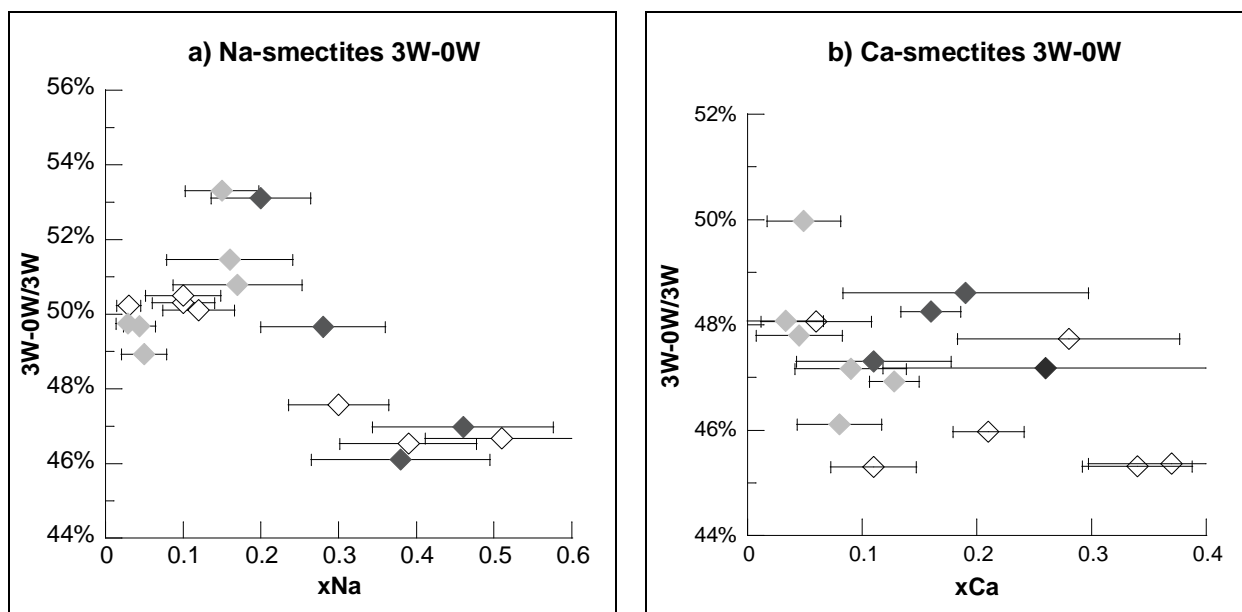 a) Na-smectites 3W-0W
56%
54%
52%
50%
48%
46%
44%
3W-0W/3W
0 0.1 0.2 0.3 0.4 0.5 0.6
xNa
b) Ca-smectites 3W-0W
52%
50%
48%
46%
44%
3W-0W/3W
0 0.1 0.2 0.3 0.4
xCa